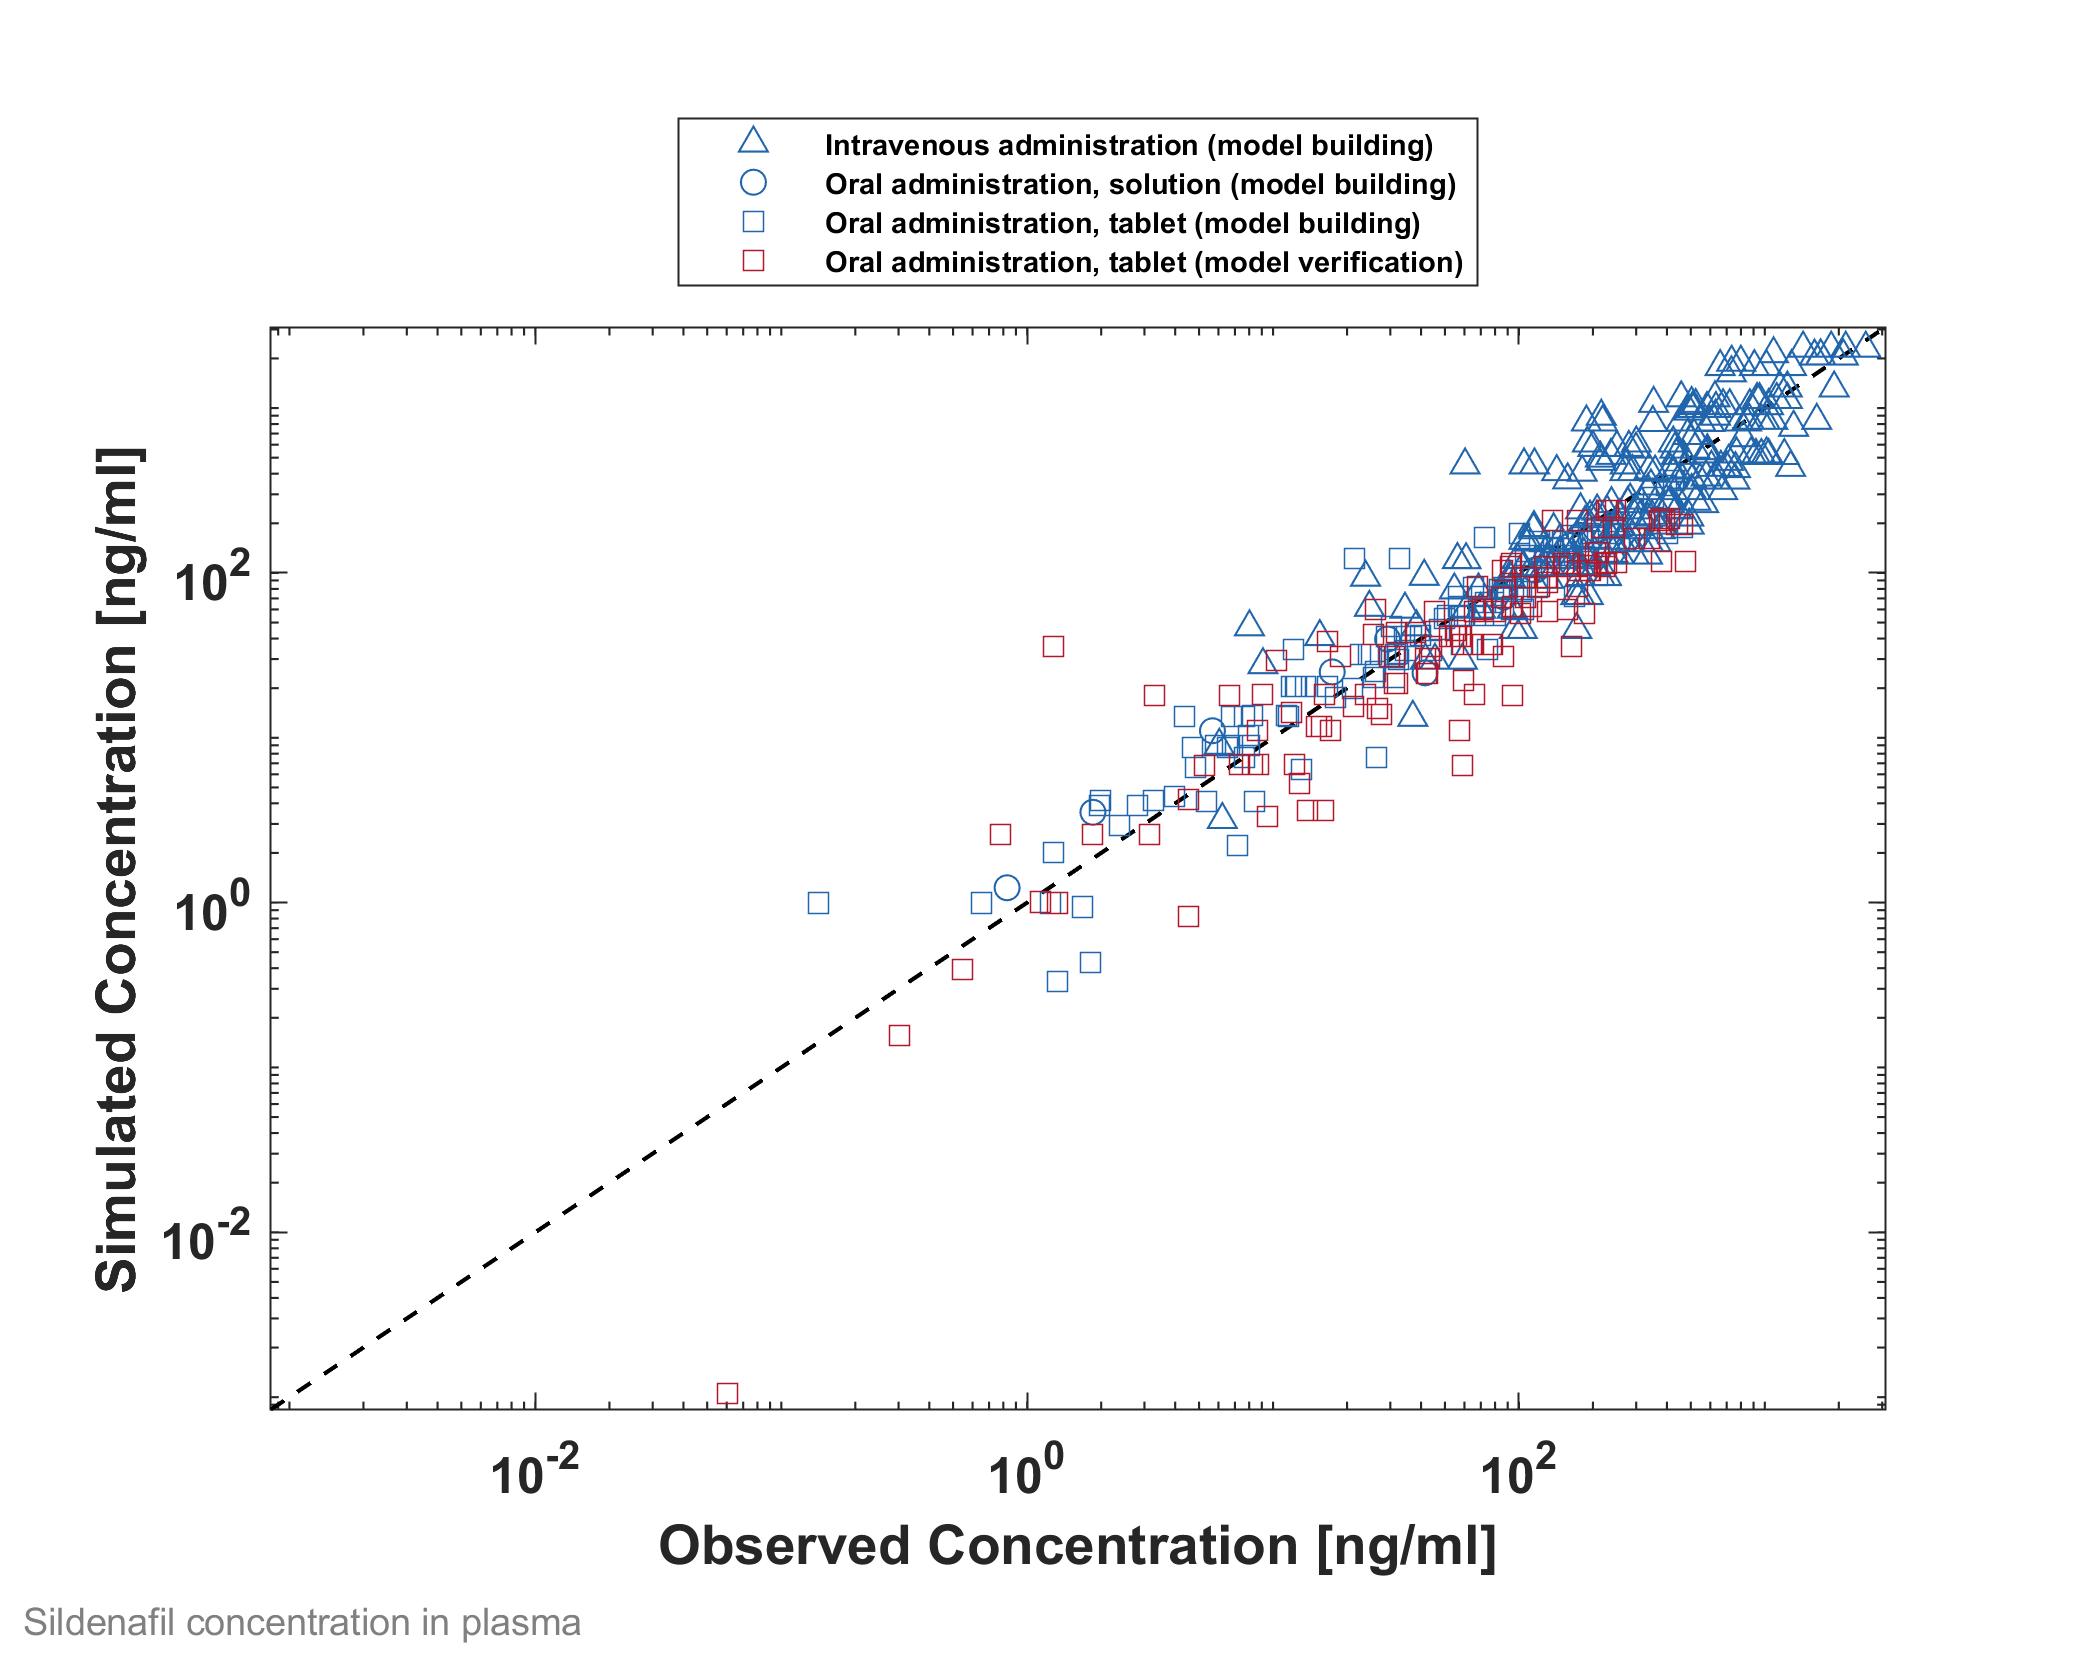 Intravenous administration (model building)
Oral administration, solution (model building)
Oral administration, tablet (model building)
Oral administration, tablet (model verification)
Simulated Concentration [ng/ml]
10^2
10^0
10^-2
10^-2
10^0
10^2
Observed Concentration [ng/ml]
Sildenafil concentration in plasma